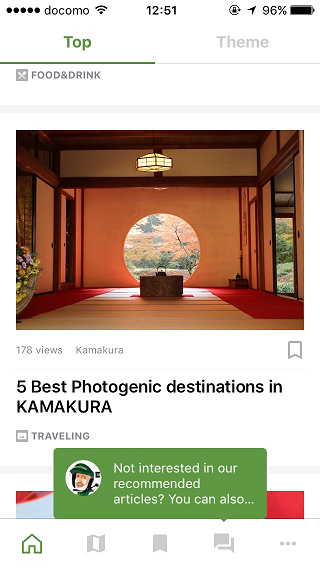 docomo 12:51 96%
Top Theme
FOOD&DRINK
178 views Kamakura
5 Best Photogenic destinations in
KAMAKURA
TRAVELING
Not interested in our
recommended
articles? You can also...